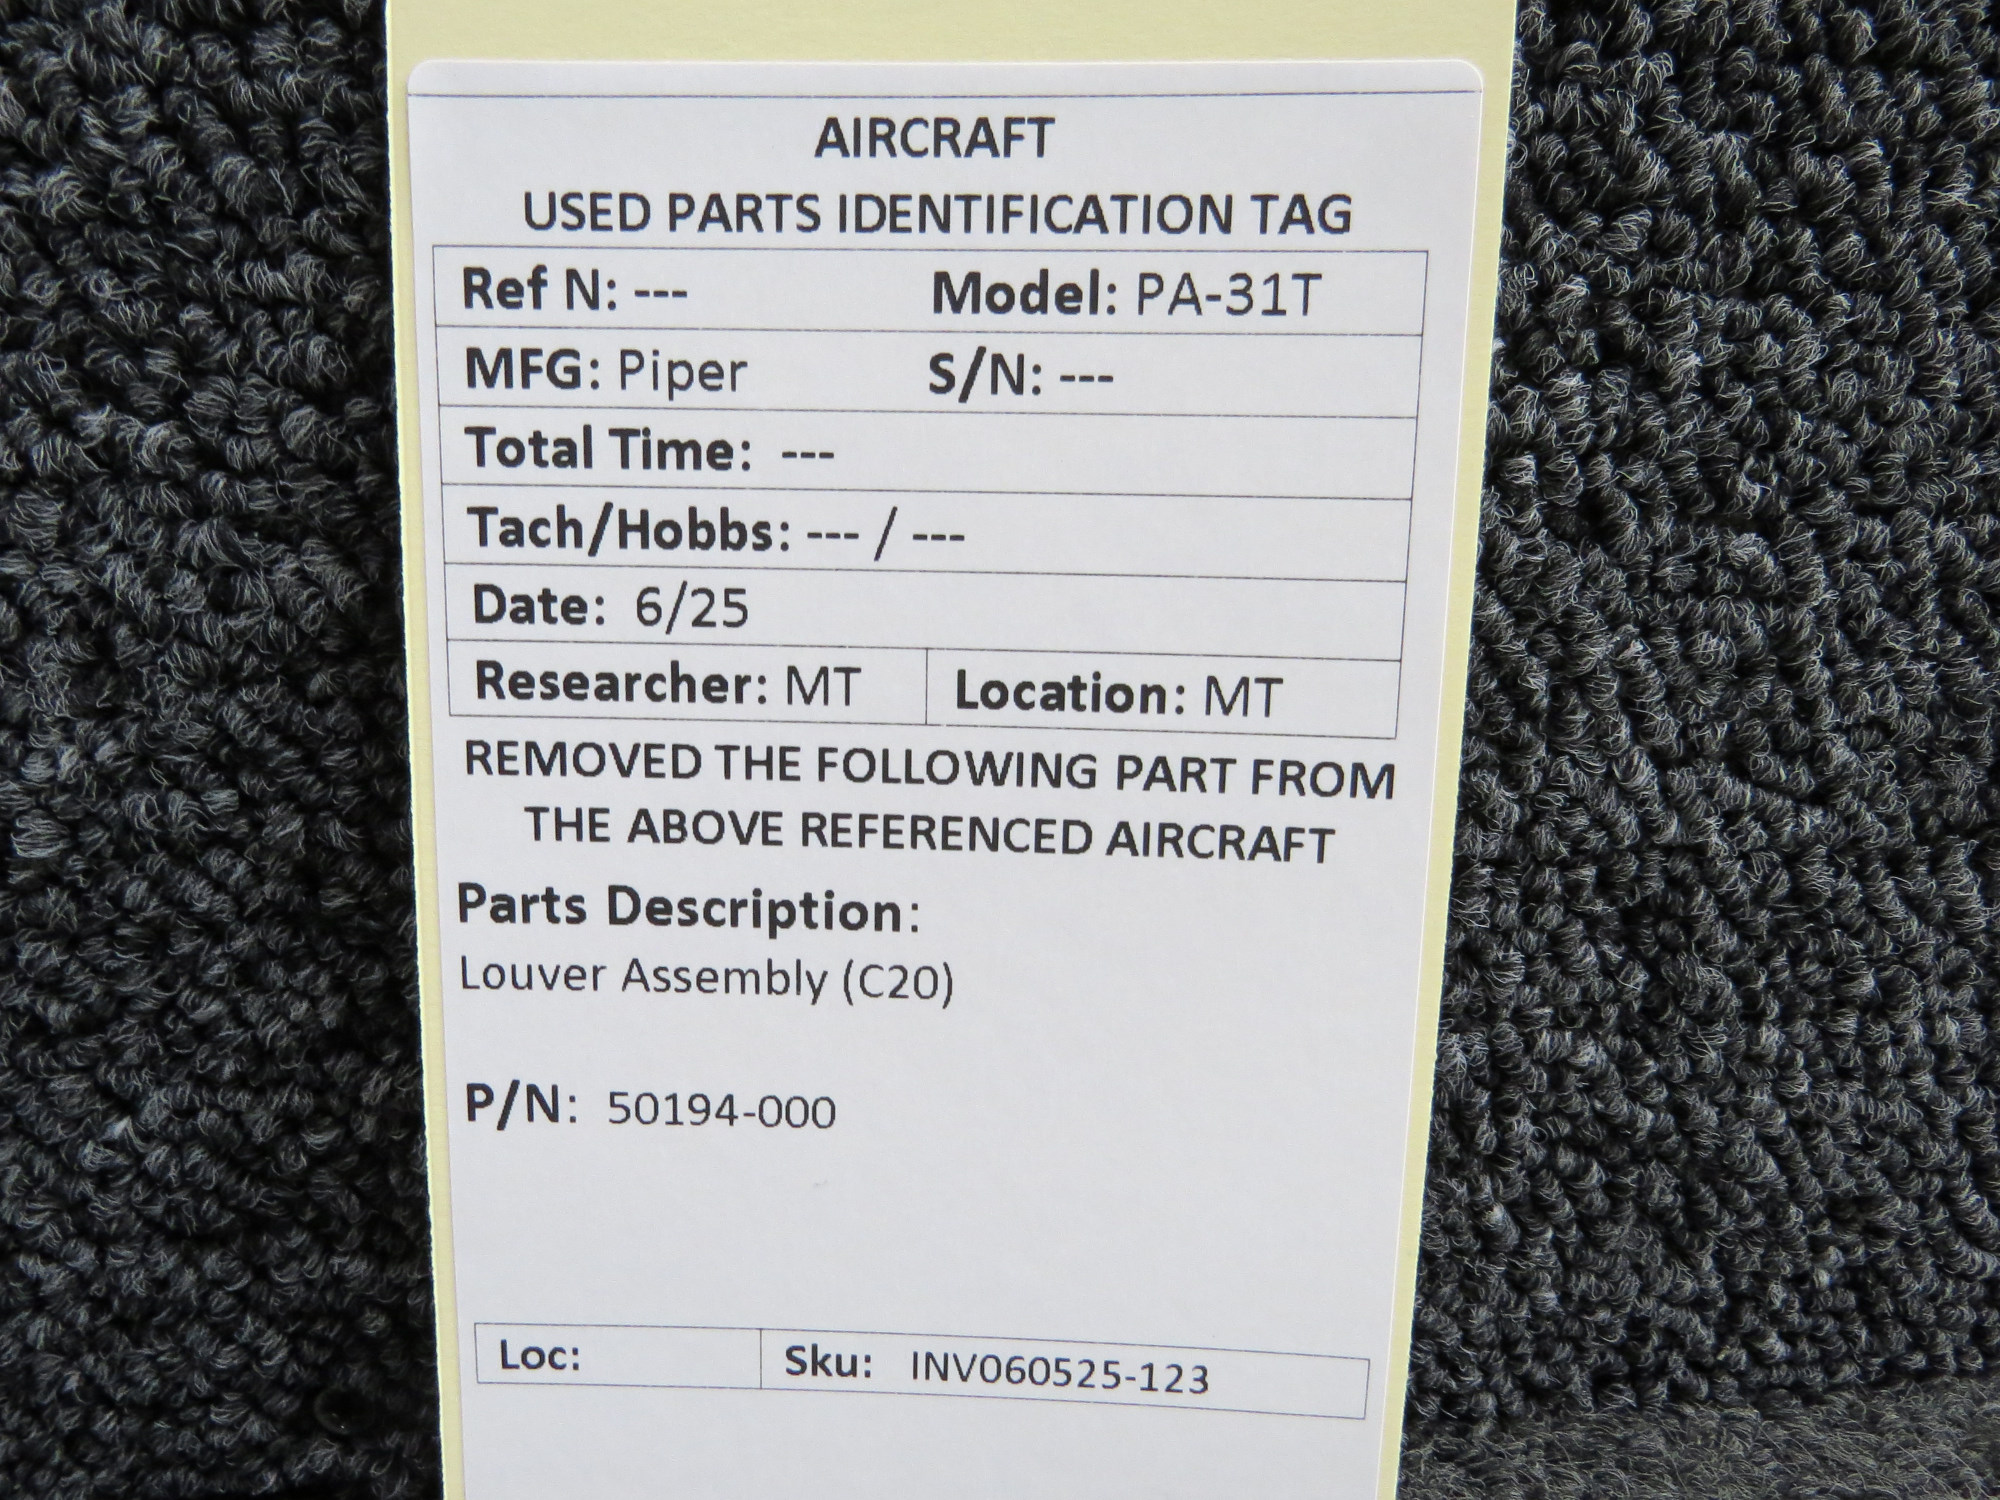 AIRCRAFT
USED PARTS IDENTIFICATION TAG
Ref N: --- Model: PA-31T
MFG: Piper S/N: ---
Total Time: ---
Tach/Hobbs: --- / ---
Date: 6/25
Researcher: MT Location: MT
REMOVED THE FOLLOWING PART FROM
THE ABOVE REFERENCED AIRCRAFT
Parts Description:
Louver Assembly (C20)
P/N: 50194-000
Loc: Sku: INV060525-123